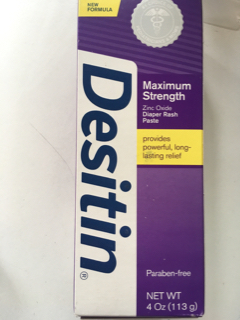 NEW
FORMULA
Desitin®
Maximum
Strength
Zinc Oxide
Diaper Rash
Paste
provides
powerful, long-
lasting relief
Paraben-free
NET WT
4 Oz (113 g)